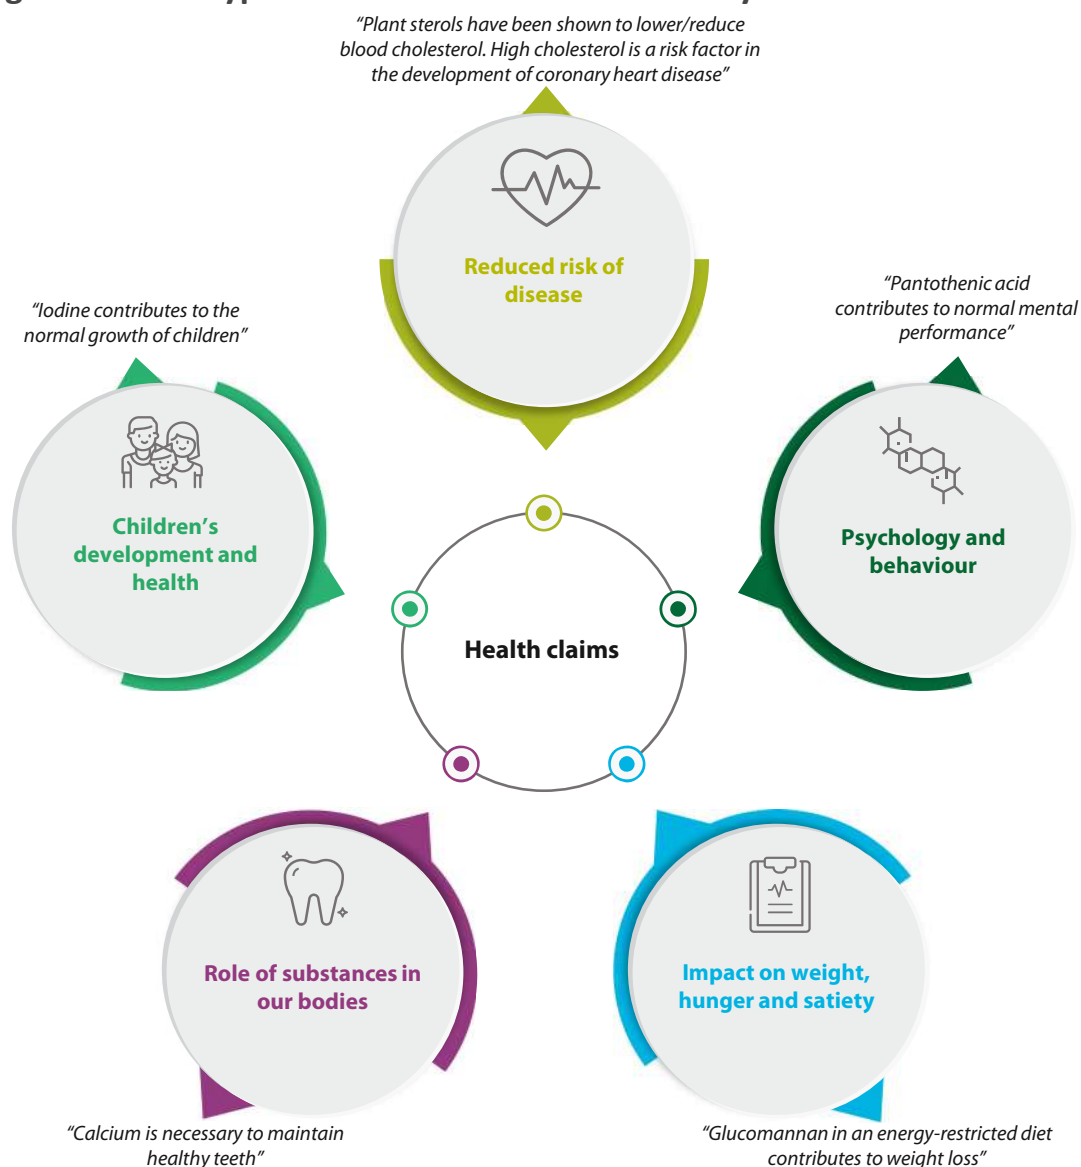 “Plant sterols have been shown to lower/reduce
blood cholesterol. High cholesterol is a risk factor in
the development of coronary heart disease”
Reduced risk of
disease
“Iodine contributes to the
normal growth of children”
“Pantothenic acid
contributes to normal mental
performance”
Children’s
development and
health
Psychology and
behaviour
Health claims
Role of substances in
our bodies
Impact on weight,
hunger and satiety
“Calcium is necessary to maintain
healthy teeth”
“Glucomannan in an energy-restricted diet
contributes to weight loss”